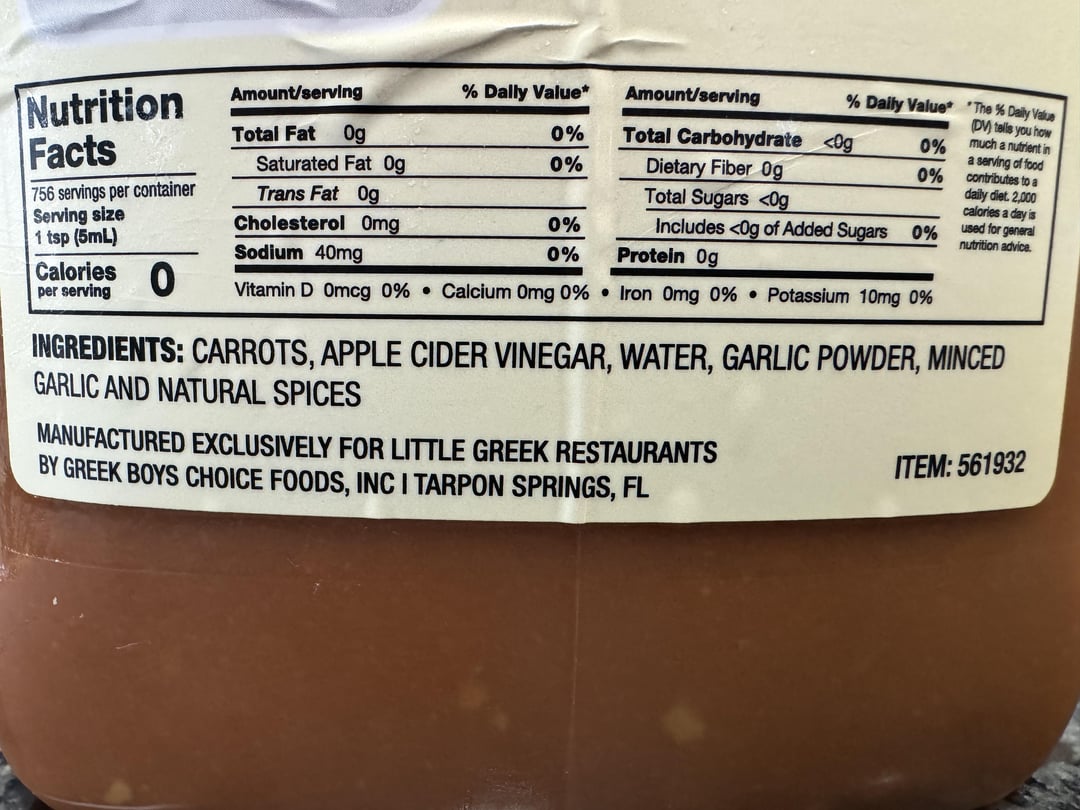 Nutrition
Facts
756 servings per container
Serving size
1 tsp (5mL)
Calories
per serving
0
Amount/serving % Daily Value*
Total Fat 0g 0%
Saturated Fat 0g 0%
Trans Fat 0g
Cholesterol 0mg 0%
Sodium 40mg 0%
Amount/serving % Daily Value*
Total Carbohydrate <0g 0%
Dietary Fiber 0g 0%
Total Sugars <0g
Includes <0g of Added Sugars 0%
Protein 0g
Vitamin D 0mcg 0% • Calcium 0mg 0% • Iron 0mg 0% • Potassium 10mg 0%
*The % Daily Value
(DV) tells you how
much a nutrient in
a serving of food
contributes to a
daily diet. 2,000
calories a day is
used for general
nutrition advice.
INGREDIENTS: CARROTS, APPLE CIDER VINEGAR, WATER, GARLIC POWDER, MINCED
GARLIC AND NATURAL SPICES
MANUFACTURED EXCLUSIVELY FOR LITTLE GREEK RESTAURANTS
BY GREEK BOYS CHOICE FOODS, INC I TARPON SPRINGS, FL
ITEM: 561932